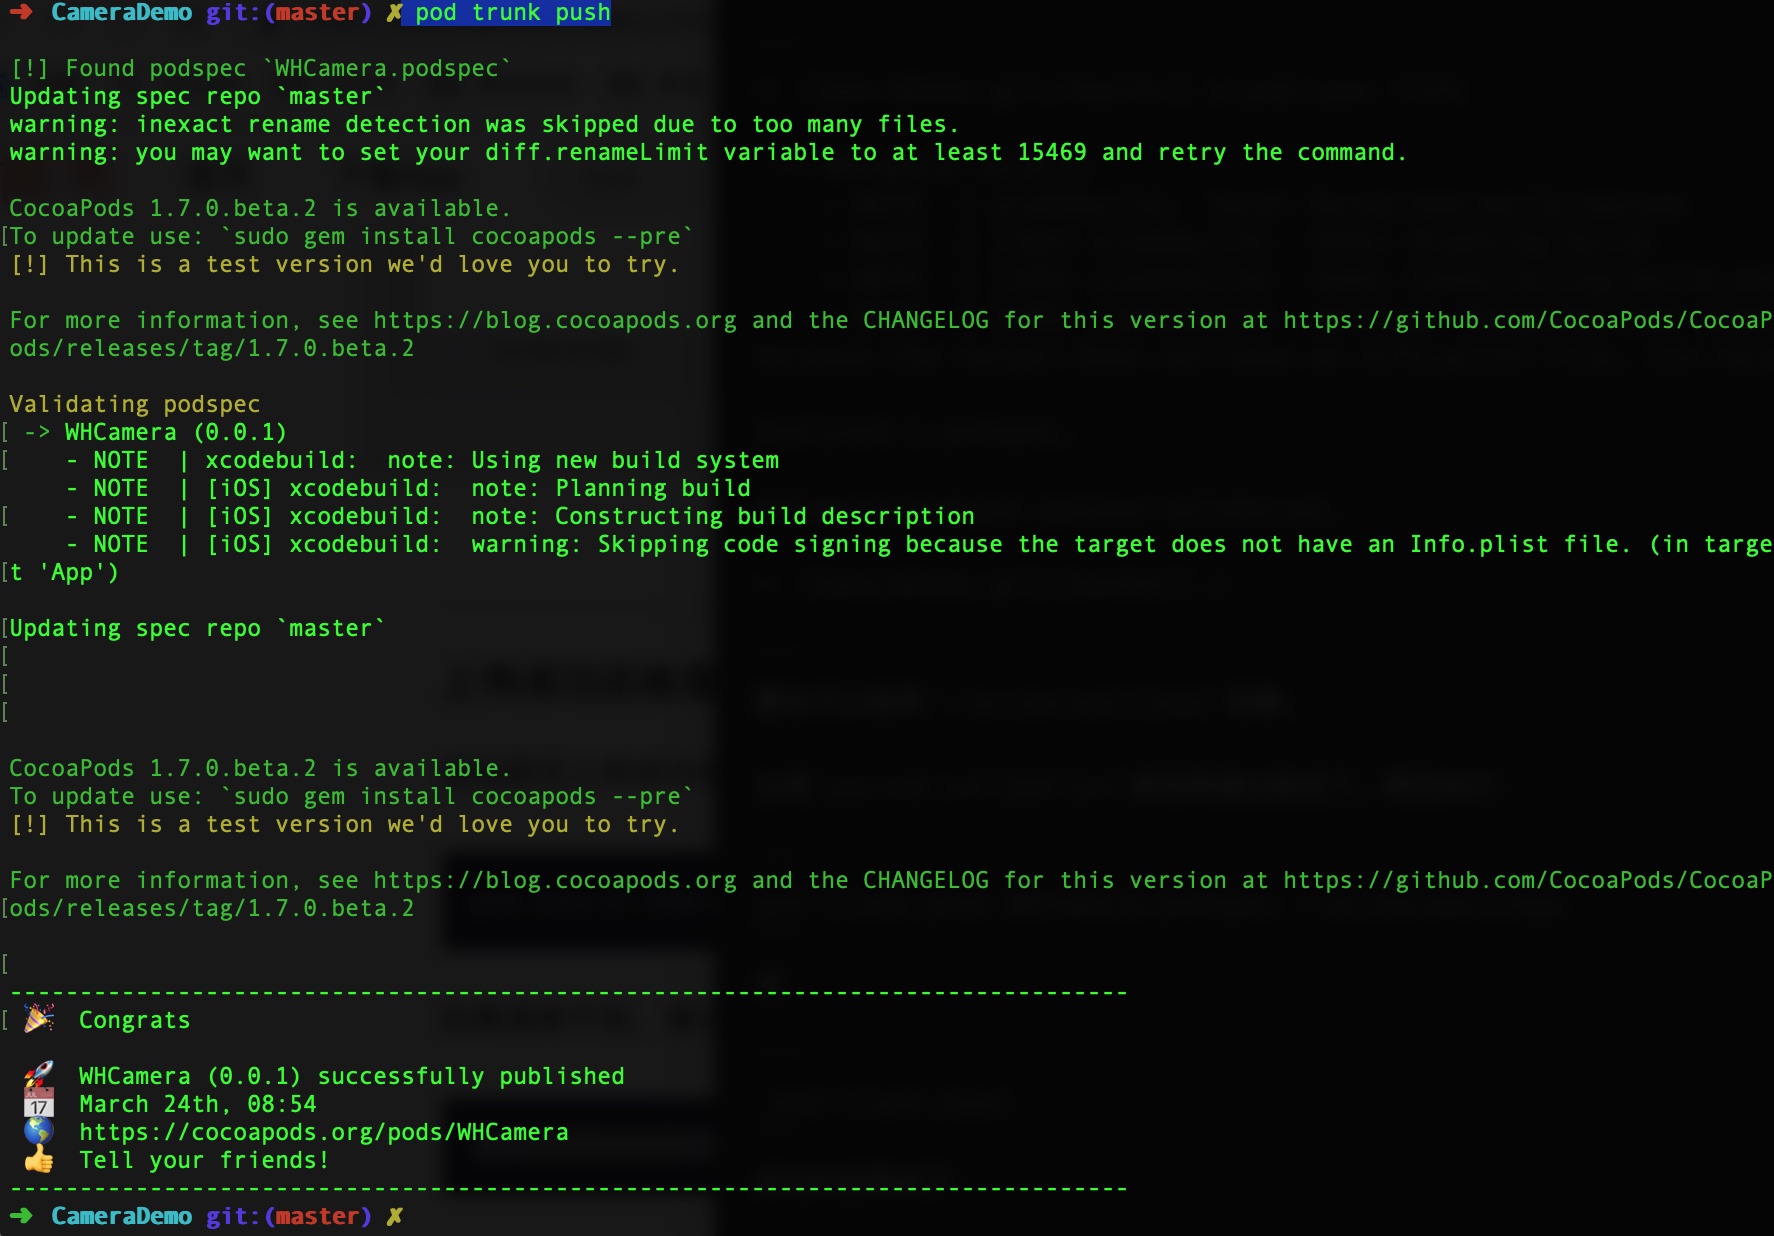 ➜ CameraDemo git:(master) ✗ pod trunk push
[!] Found podspec `WHCamera.podspec`
Updating spec repo `master`
warning: inexact rename detection was skipped due to too many files.
warning: you may want to set your diff.renameLimit variable to at least 15469 and retry the command.
CocoaPods 1.7.0.beta.2 is available.
[To update use: `sudo gem install cocoapods --pre`
[!] This is a test version we'd love you to try.
For more information, see https://blog.cocoapods.org and the CHANGELOG for this version at https://github.com/CocoaPods/CocoaP
ods/releases/tag/1.7.0.beta.2
Validating podspec
[ -> WHCamera (0.0.1)
[ - NOTE | xcodebuild: note: Using new build system
- NOTE | [iOS] xcodebuild: note: Planning build
[ - NOTE | [iOS] xcodebuild: note: Constructing build description
- NOTE | [iOS] xcodebuild: warning: Skipping code signing because the target does not have an Info.plist file. (in targe
[t 'App')
[Updating spec repo `master`
[
[
[
CocoaPods 1.7.0.beta.2 is available.
To update use: `sudo gem install cocoapods --pre`
[!] This is a test version we'd love you to try.
For more information, see https://blog.cocoapods.org and the CHANGELOG for this version at https://github.com/CocoaPods/CocoaP
[ods/releases/tag/1.7.0.beta.2
[
--------------------------------------------------------------------------------
[ 🎉 Congrats
🚀 WHCamera (0.0.1) successfully published
📅 March 24th, 08:54
🌎 https://cocoapods.org/pods/WHCamera
👍 Tell your friends!
--------------------------------------------------------------------------------
➜ CameraDemo git:(master) ✗